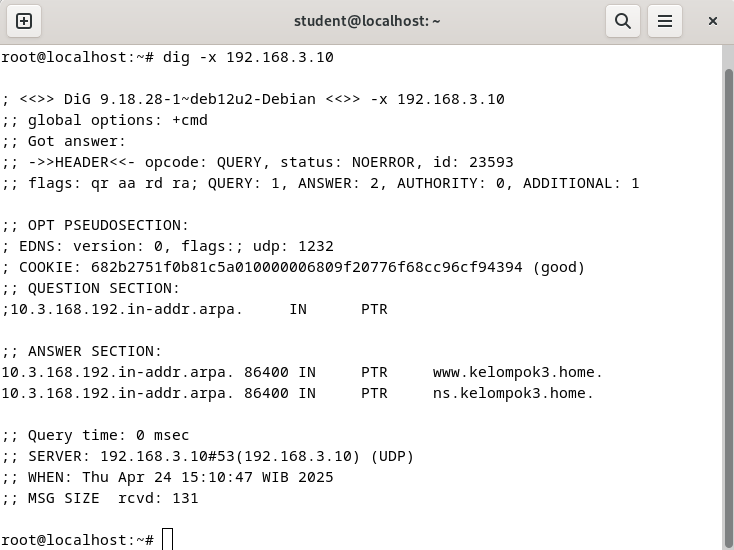 student@localhost: ~
root@localhost:~# dig -x 192.168.3.10
; <<>> DiG 9.18.28-1~deb12u2-Debian <<>> -x 192.168.3.10
;; global options: +cmd
;; Got answer:
;; ->>HEADER<<- opcode: QUERY, status: NOERROR, id: 23593
;; flags: qr aa rd ra; QUERY: 1, ANSWER: 2, AUTHORITY: 0, ADDITIONAL: 1
;; OPT PSEUDOSECTION:
; EDNS: version: 0, flags:; udp: 1232
; COOKIE: 682b2751f0b81c5a010000006809f20776f68cc96cf94394 (good)
;; QUESTION SECTION:
;10.3.168.192.in-addr.arpa.     IN      PTR
;; ANSWER SECTION:
10.3.168.192.in-addr.arpa. 86400 IN     PTR     www.kelompok3.home.
10.3.168.192.in-addr.arpa. 86400 IN     PTR     ns.kelompok3.home.
;; Query time: 0 msec
;; SERVER: 192.168.3.10#53(192.168.3.10) (UDP)
;; WHEN: Thu Apr 24 15:10:47 WIB 2025
;; MSG SIZE  rcvd: 131
root@localhost:~#